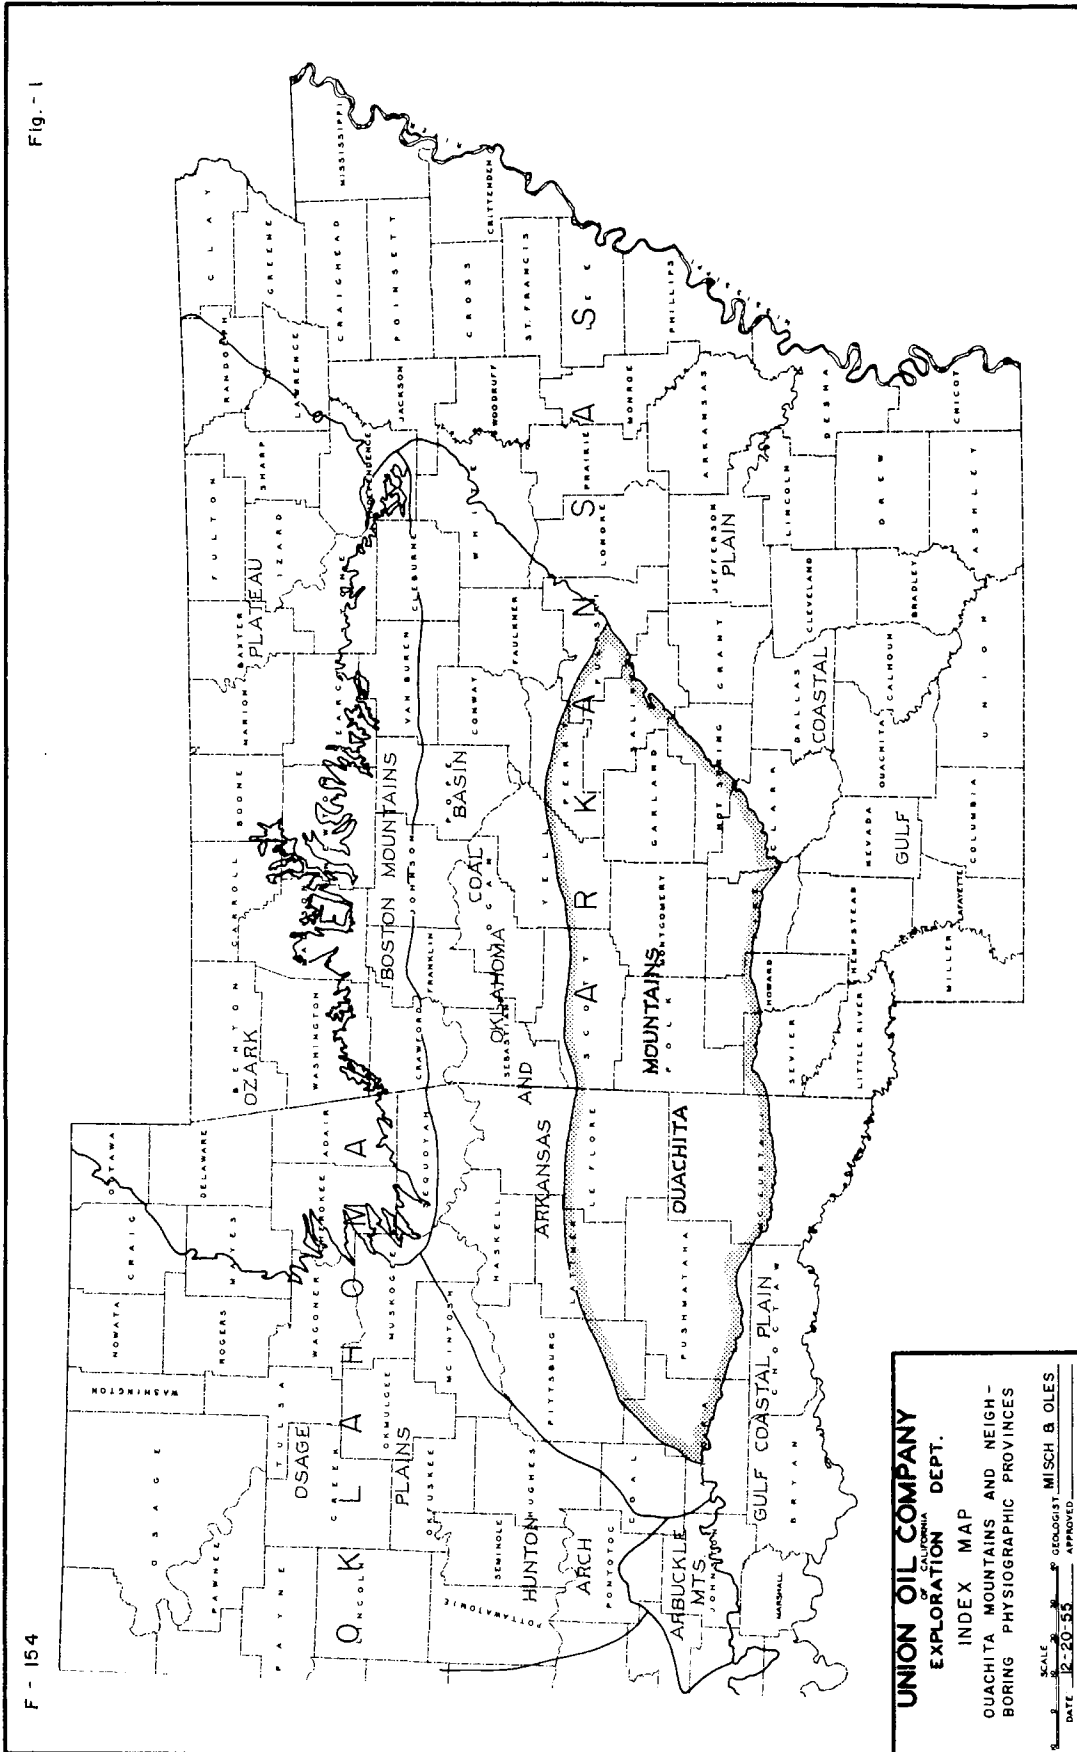 F - 154
Fig. - 1
OSAGE
WASHINGTON
NOWATA
CRAIG
OTTAWA
PAWNEE
ROGERS
MAYES
DELAWARE
PAYNE
TULSA
WAGONER
CHEROKEE
ADAIR
LINCOLN
CREEK
OKMULGEE
MUSKOGEE
SEQUOYAH
OKFUSKEE
MC INTOSH
HASKELL
SEMINOLE
HUGHES
PITTSBURG
LATIMER
LE FLORE
POTTAWATOMIE
PONTOTOC
COAL
PUSHMATAHA
JOHNSTON
MARSHALL
BRYAN
CHOCTAW
OKLAHOMA
OSAGE
PLAINS
HUNTON
ARCH
ARBUCKLE
MTS.
GULF COASTAL PLAIN
ARKANSAS
AND
OKLAHOMA
COAL
BASIN
OUACHITA
MOUNTAINS
OZARK
PLATEAU
BOSTON MOUNTAINS
GULF
COASTAL
PLAIN
ARKANSAS
BENTON
CARROLL
BOONE
MARION
BAXTER
FULTON
RANDOLPH
CLAY
WASHINGTON
IZARD
SHARP
LAWRENCE
GREENE
INDEPENDENCE
CRAIGHEAD
MISSISSIPPI
CRAWFORD
FRANKLIN
JOHNSON
POPE
VAN BUREN
CLEBURNE
JACKSON
POINSETT
SEBASTIAN
LOGAN
CONWAY
FAULKNER
WHITE
WOODRUFF
CROSS
CRITTENDEN
SCOTT
YELL
PERRY
PULASKI
LONOKE
PRAIRIE
MONROE
ST. FRANCIS
LEE
PHILLIPS
POLK
MONTGOMERY
GARLAND
SALINE
HOT SPRING
GRANT
JEFFERSON
ARKANSAS
HOWARD
CLARK
DALLAS
CLEVELAND
LINCOLN
DESHA
SEVIER
LITTLE RIVER
HEMPSTEAD
NEVADA
OUACHITA
CALHOUN
BRADLEY
DREW
CHICOT
MILLER
LAFAYETTE
COLUMBIA
UNION
ASHLEY
UNION OIL COMPANY
OF CALIFORNIA
EXPLORATION DEPT.
INDEX MAP
OUACHITA MOUNTAINS AND NEIGH-
BORING PHYSIOGRAPHIC PROVINCES
SCALE
GEOLOGIST MISCH & OLES
DATE 12-20-55 APPROVED